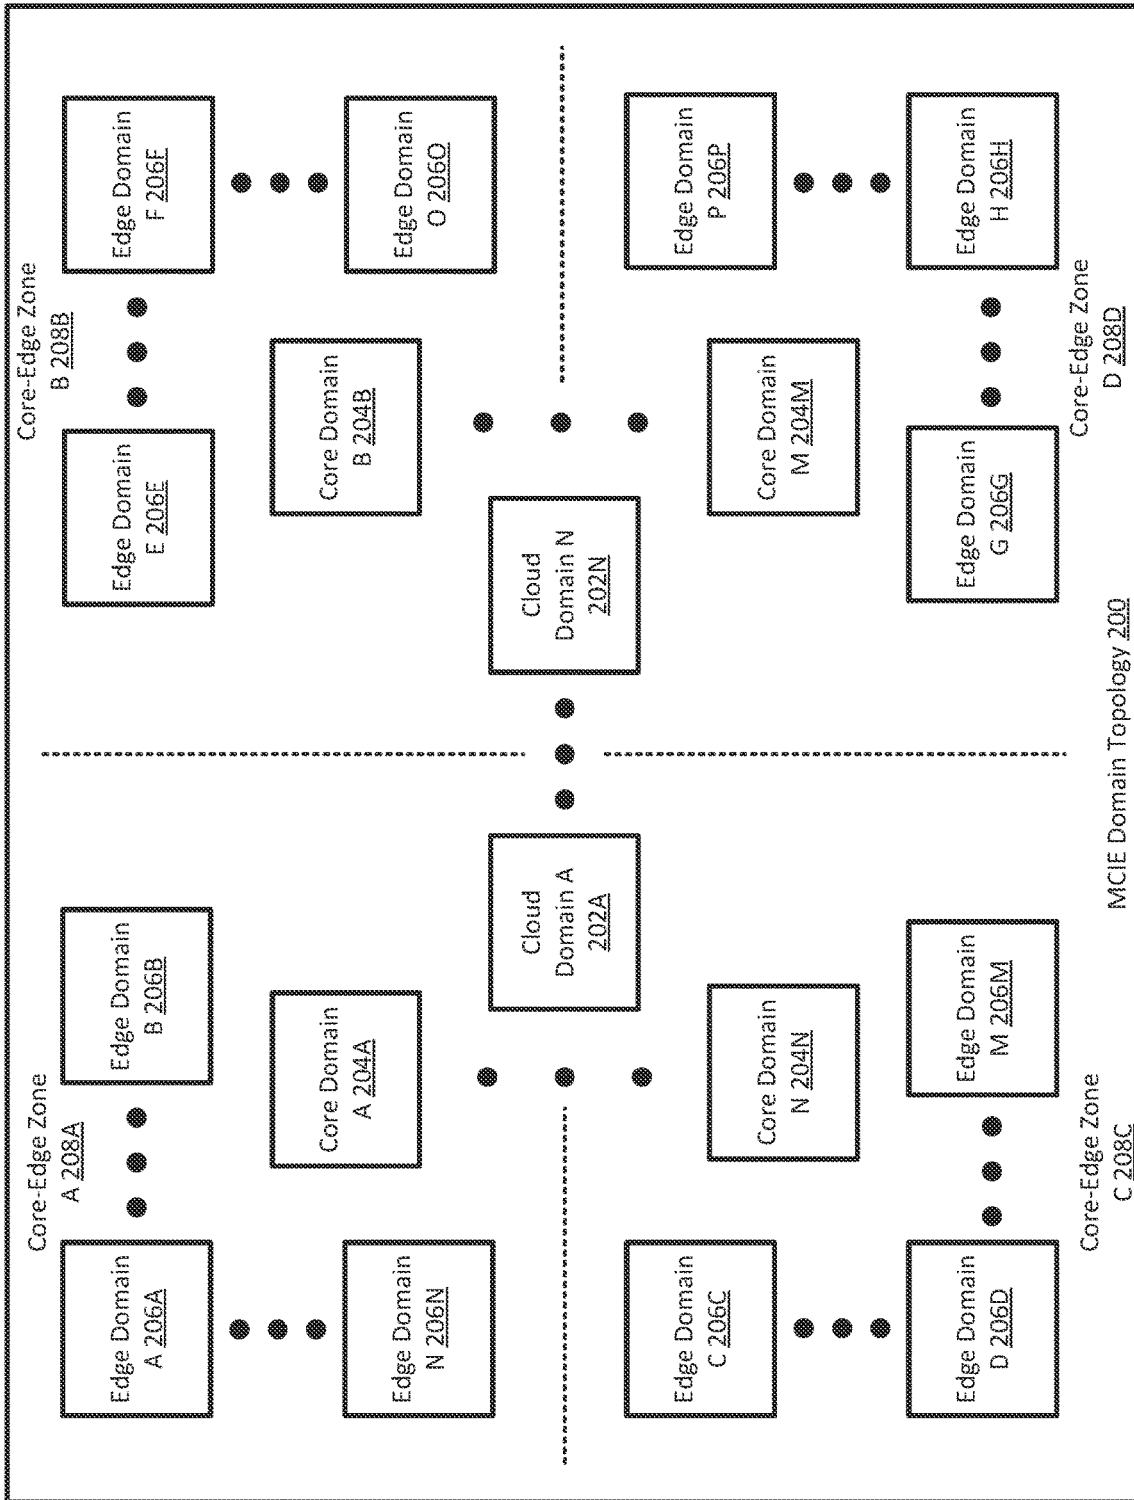 Core-Edge Zone
A 208A
Core-Edge Zone
B 208B
Edge Domain
A 206A
Edge Domain
B 206B
Edge Domain
E 206E
Edge Domain
F 206F
Core Domain
A 204A
Core Domain
B 204B
Edge Domain
N 206N
Edge Domain
O 206O
Cloud
Domain A
202A
Cloud
Domain N
202N
Edge Domain
C 206C
Edge Domain
P 206P
Core Domain
N 204N
Core Domain
M 204M
Edge Domain
D 206D
Edge Domain
M 206M
Edge Domain
G 206G
Edge Domain
H 206H
Core-Edge Zone
C 208C
Core-Edge Zone
D 208D
MCIE Domain Topology 200